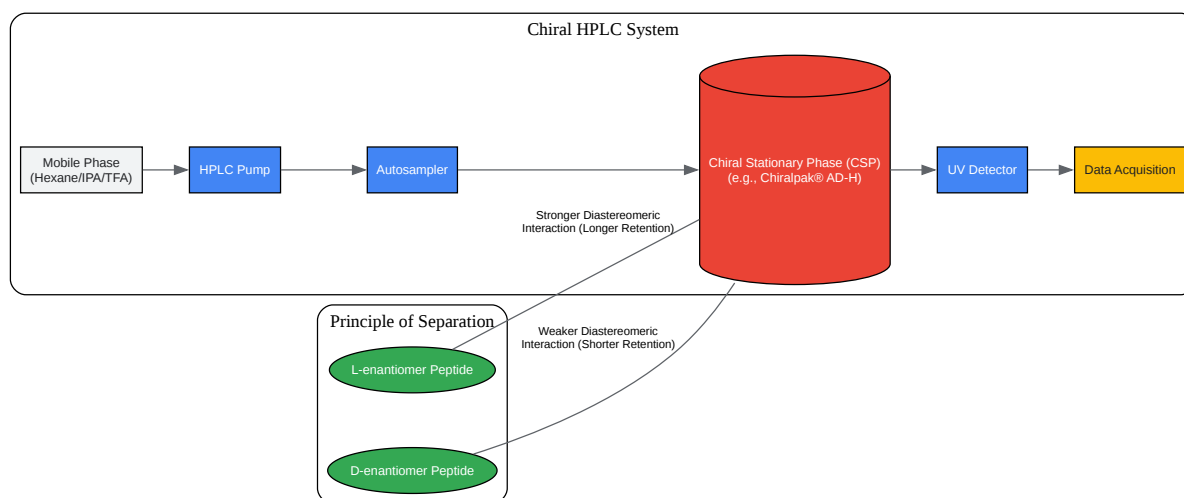 Chiral HPLC System
Mobile Phase
(Hexane/IPA/TFA)
HPLC Pump
Autosampler
Chiral Stationary Phase (CSP)
(e.g., Chiralpak® AD-H)
UV Detector
Data Acquisition
Stronger Diastereomeric
Interaction (Longer Retention)
Principle of Separation
Weaker Diastereomeric
Interaction (Shorter Retention)
L-enantiomer Peptide
D-enantiomer Peptide